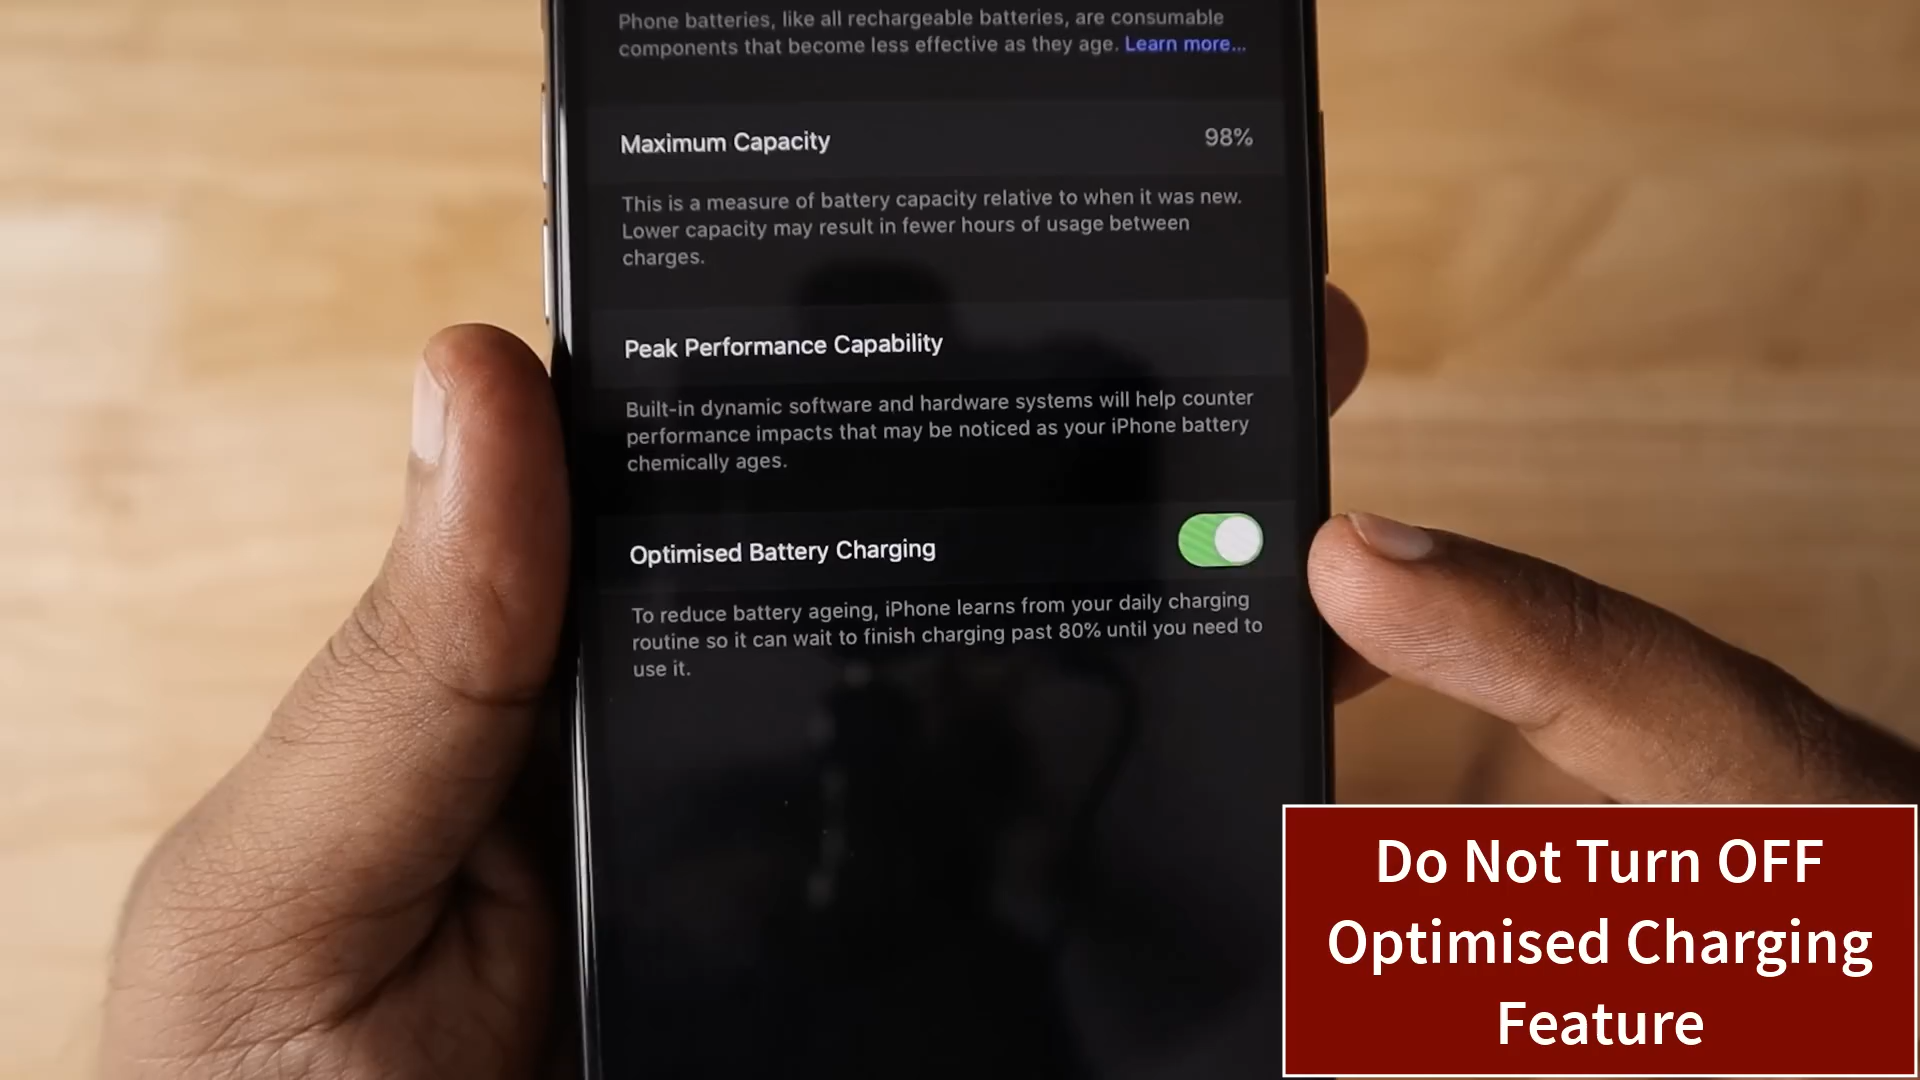 Phone batteries, like all rechargeable batteries, are consumable
components that become less effective as they age. Learn more...
Maximum Capacity 98%
This is a measure of battery capacity relative to when it was new.
Lower capacity may result in fewer hours of usage between
charges.
Peak Performance Capability
Built-in dynamic software and hardware systems will help counter
performance impacts that may be noticed as your iPhone battery
chemically ages.
Optimised Battery Charging
To reduce battery ageing, iPhone learns from your daily charging
routine so it can wait to finish charging past 80% until you need to
use it.
Do Not Turn OFF
Optimised Charging
Feature